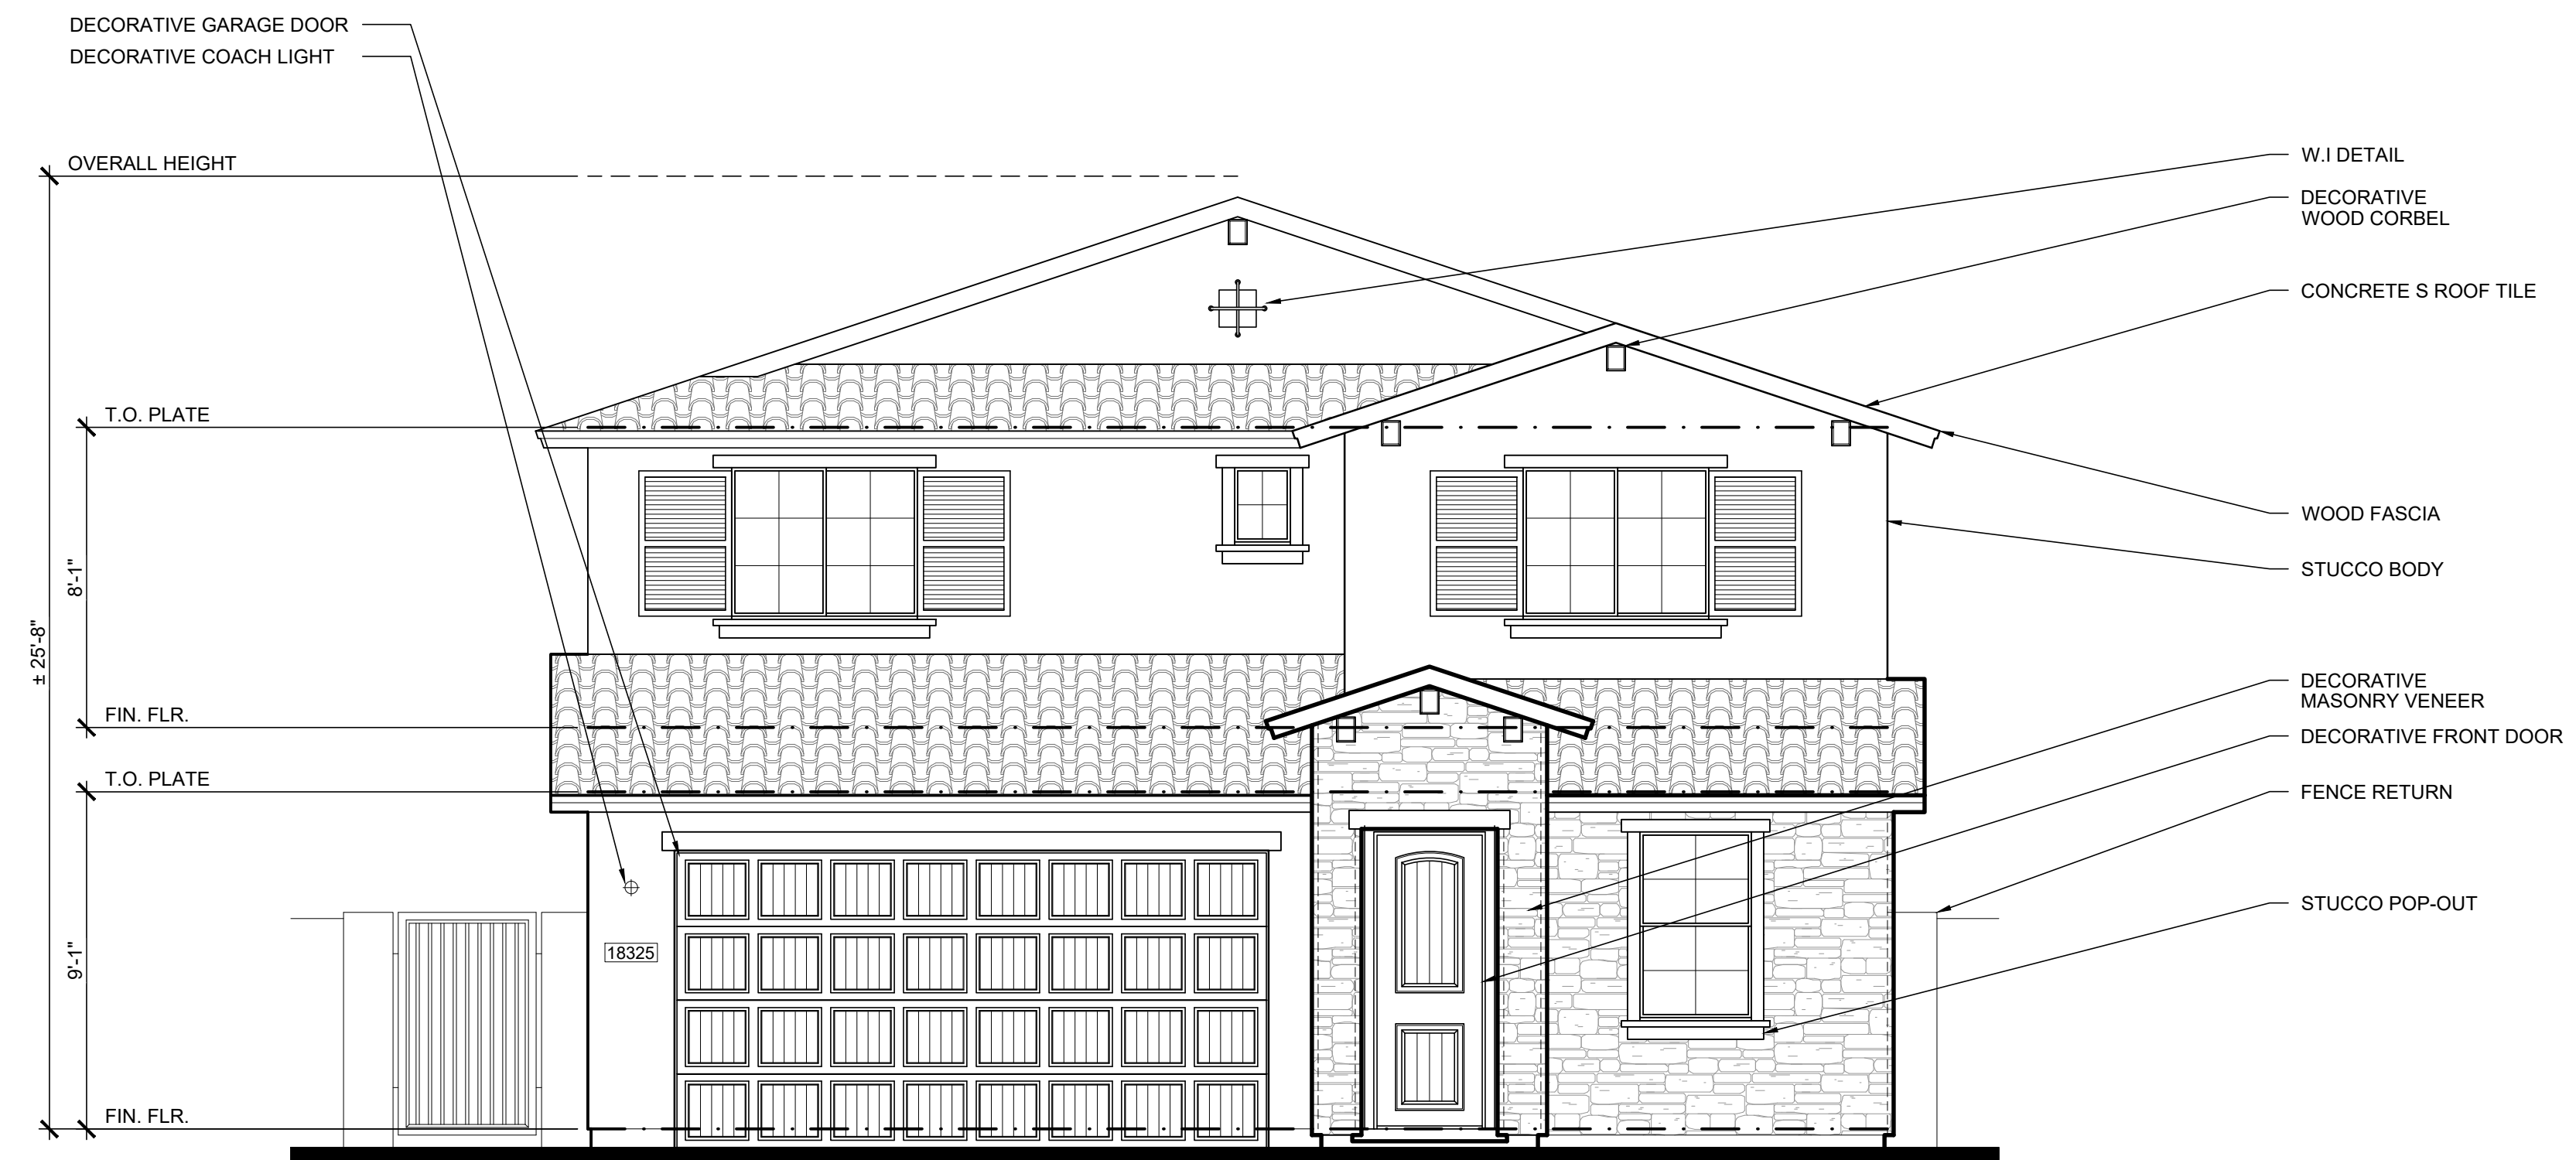 DECORATIVE GARAGE DOOR
DECORATIVE COACH LIGHT
OVERALL HEIGHT
T.O. PLATE
8'-1"
± 25'-8"
FIN. FLR.
T.O. PLATE
9'-1"
FIN. FLR.
18325
W.I DETAIL
DECORATIVE
WOOD CORBEL
CONCRETE S ROOF TILE
WOOD FASCIA
STUCCO BODY
DECORATIVE
MASONRY VENEER
DECORATIVE FRONT DOOR
FENCE RETURN
STUCCO POP-OUT